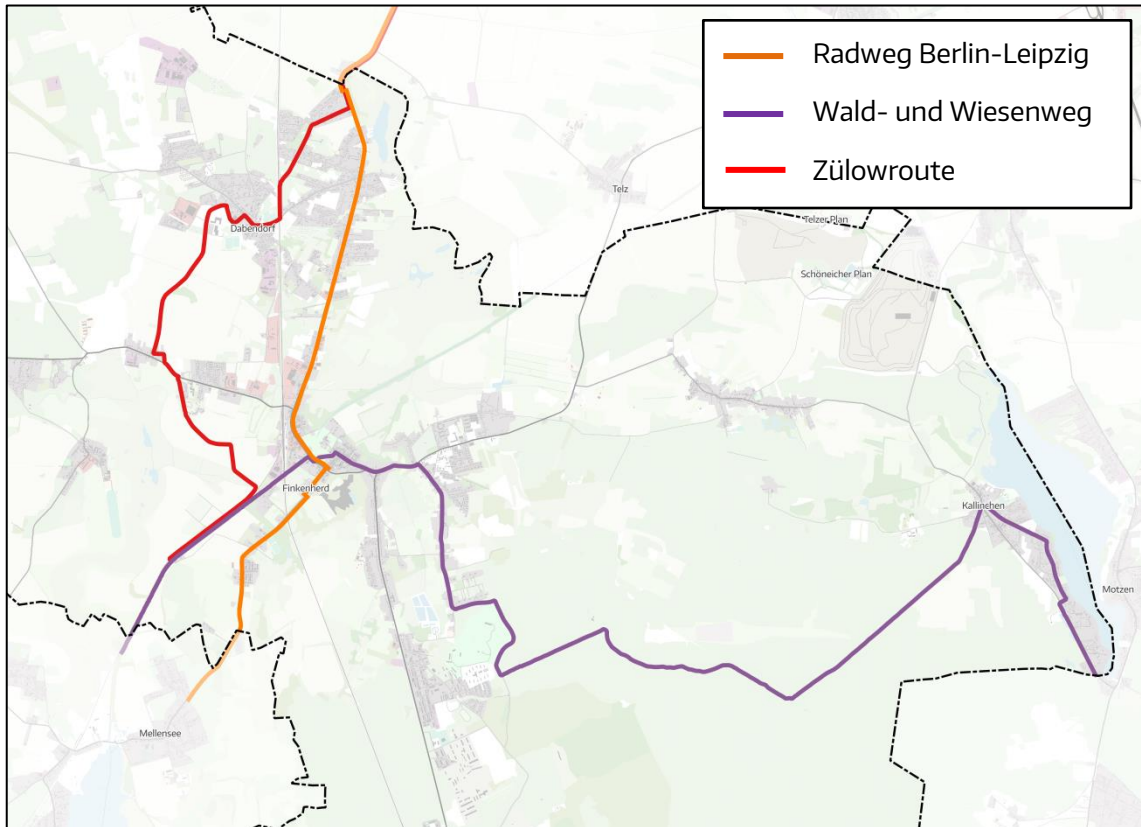 Radweg Berlin-Leipzig
Wald- und Wiesenweg
Zülowroute
Telz
Telzer Plan
Dabendorf
Schöneicher Plan
Finkenherd
Kallinchen
Motzen
Mellensee